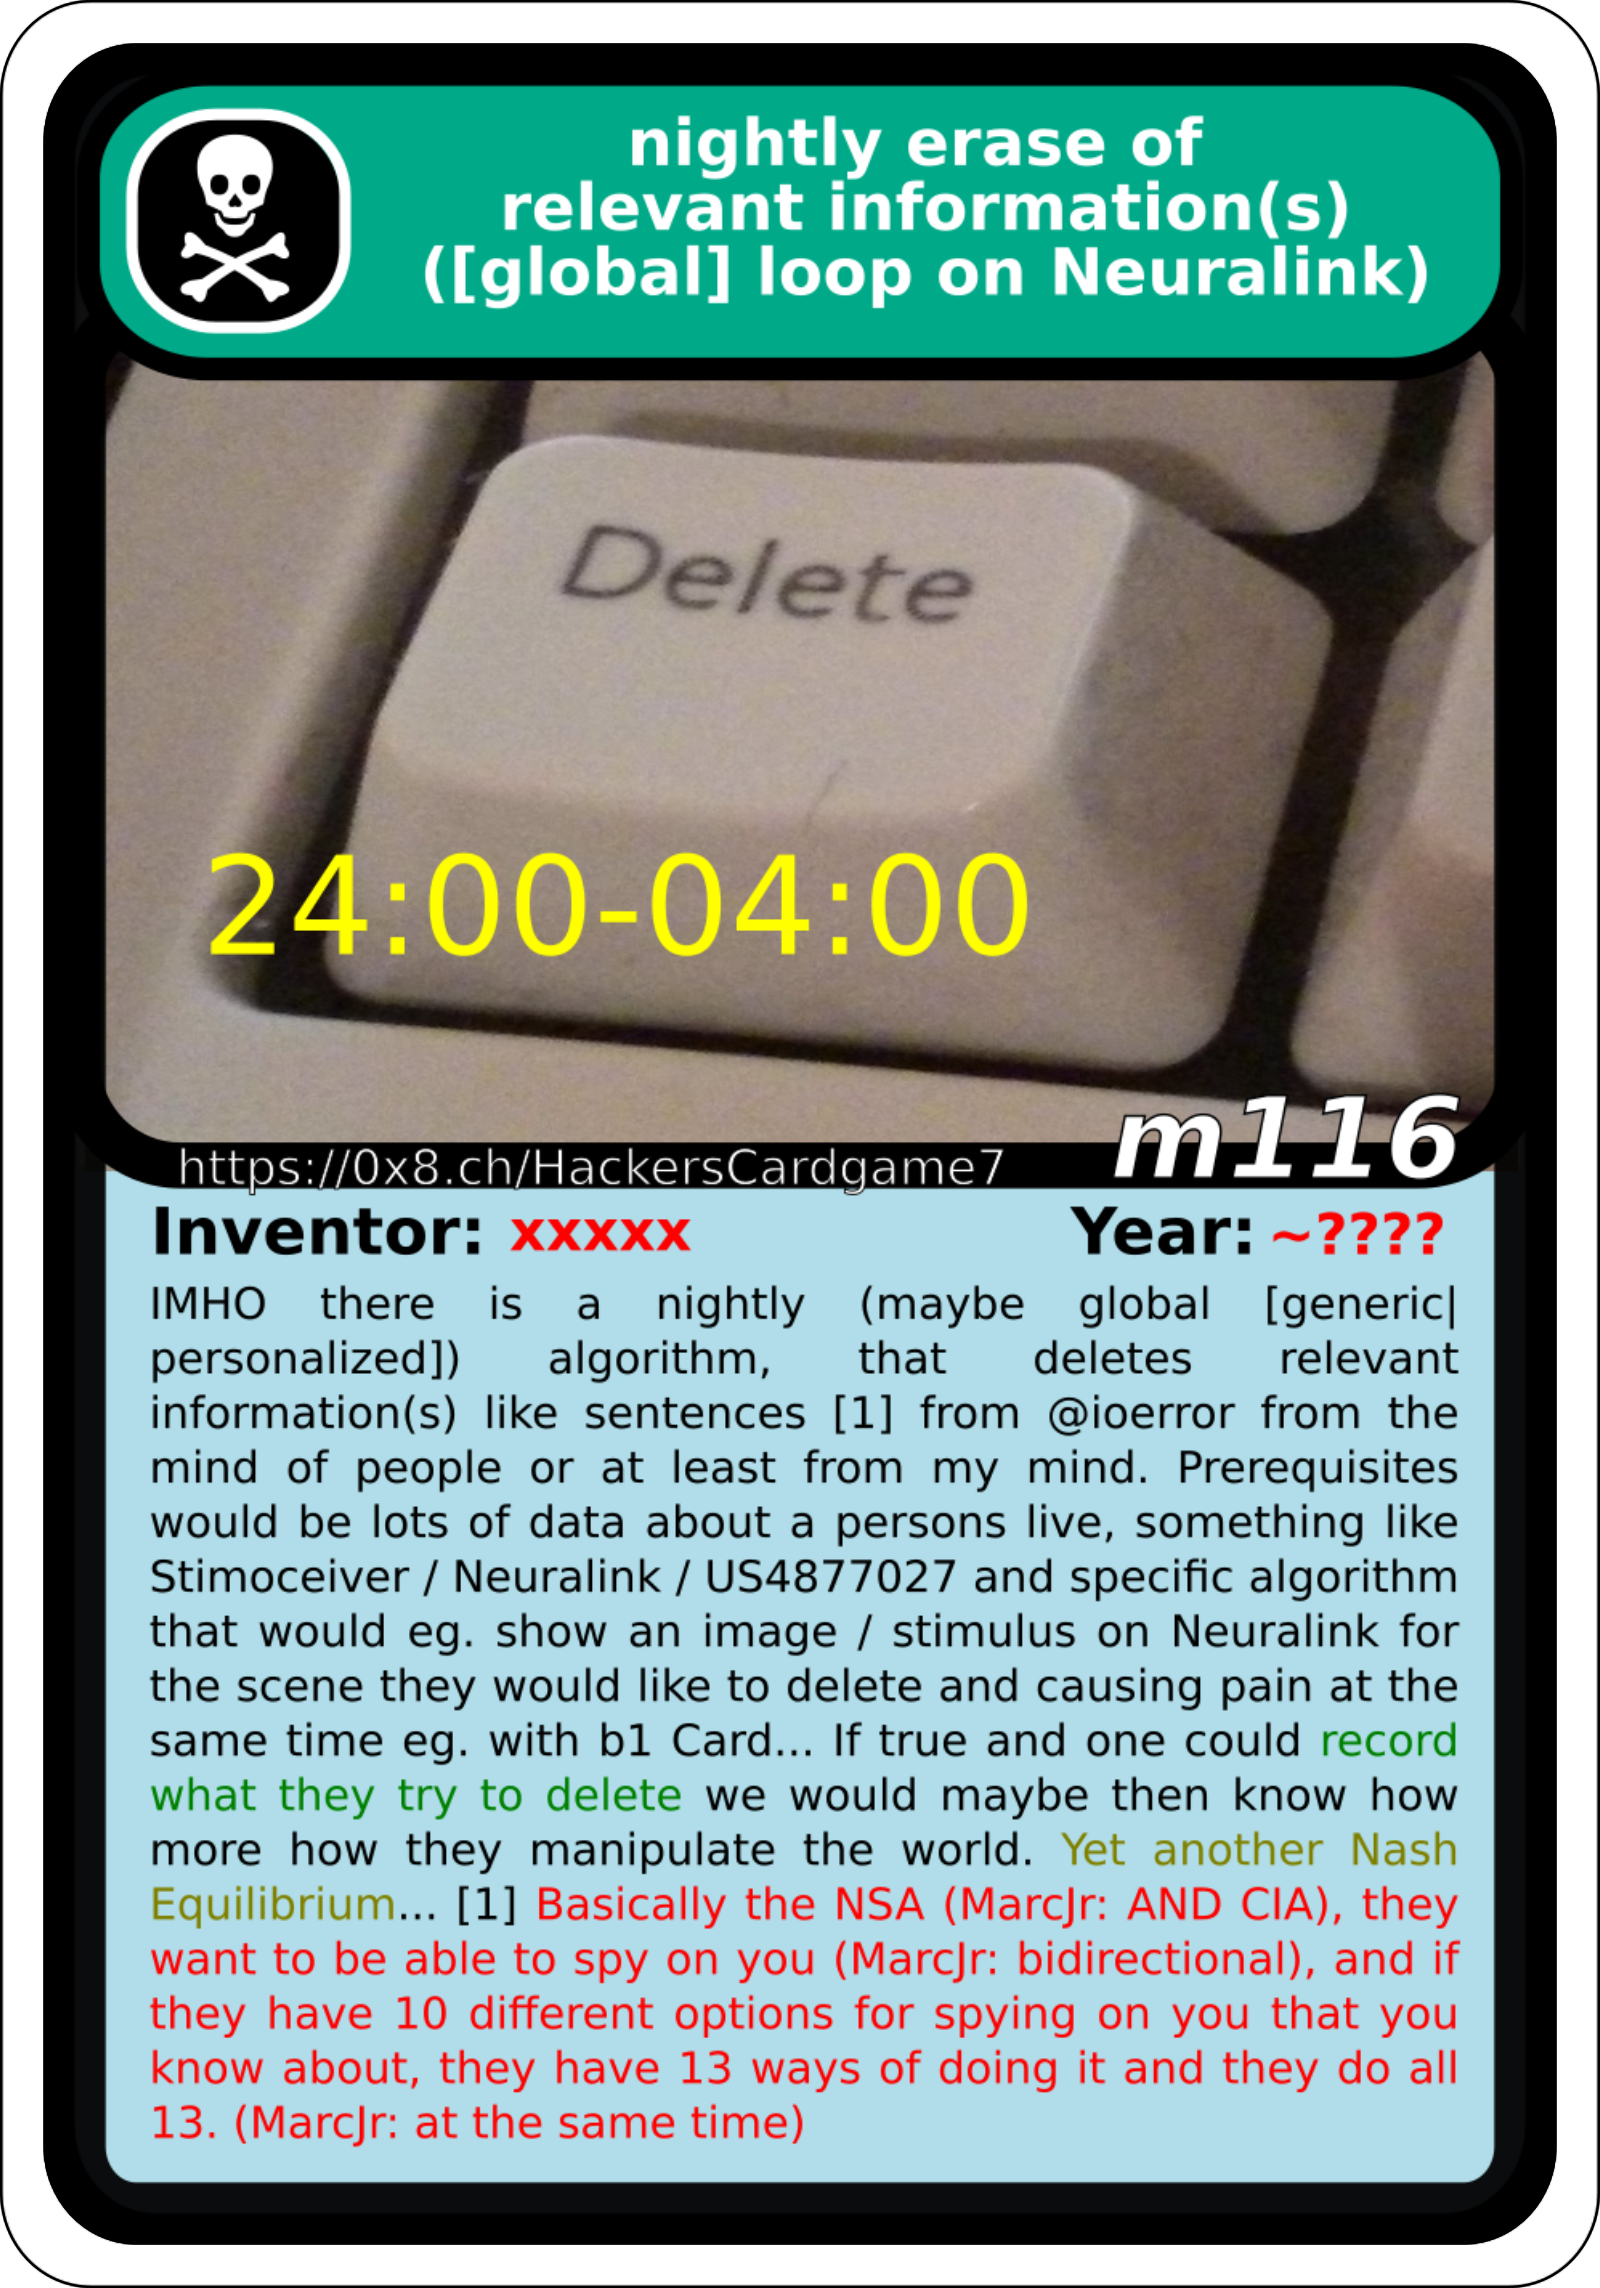 nightly erase of
relevant information(s)
([global] loop on Neuralink)
Delete
24:00-04:00
m116
https://0x8.ch/HackersCardgame7
Inventor: xxxxx Year: ~????
IMHO there is a nightly (maybe global [generic|
personalized]) algorithm, that deletes relevant
information(s) like sentences [1] from @ioerror from the
mind of people or at least from my mind. Prerequisites
would be lots of data about a persons live, something like
Stimoceiver / Neuralink / US4877027 and specific algorithm
that would eg. show an image / stimulus on Neuralink for
the scene they would like to delete and causing pain at the
same time eg. with b1 Card... If true and one could record
what they try to delete we would maybe then know how
more how they manipulate the world. Yet another Nash
Equilibrium... [1] Basically the NSA (MarcJr: AND CIA), they
want to be able to spy on you (MarcJr: bidirectional), and if
they have 10 different options for spying on you that you
know about, they have 13 ways of doing it and they do all
13. (MarcJr: at the same time)